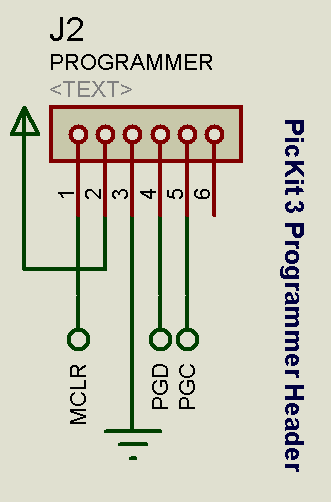 J2
PROGRAMMER
<TEXT>
1
2
3
4
5
6
MCLR
PGD
PGC
PicKit 3 Programmer Header